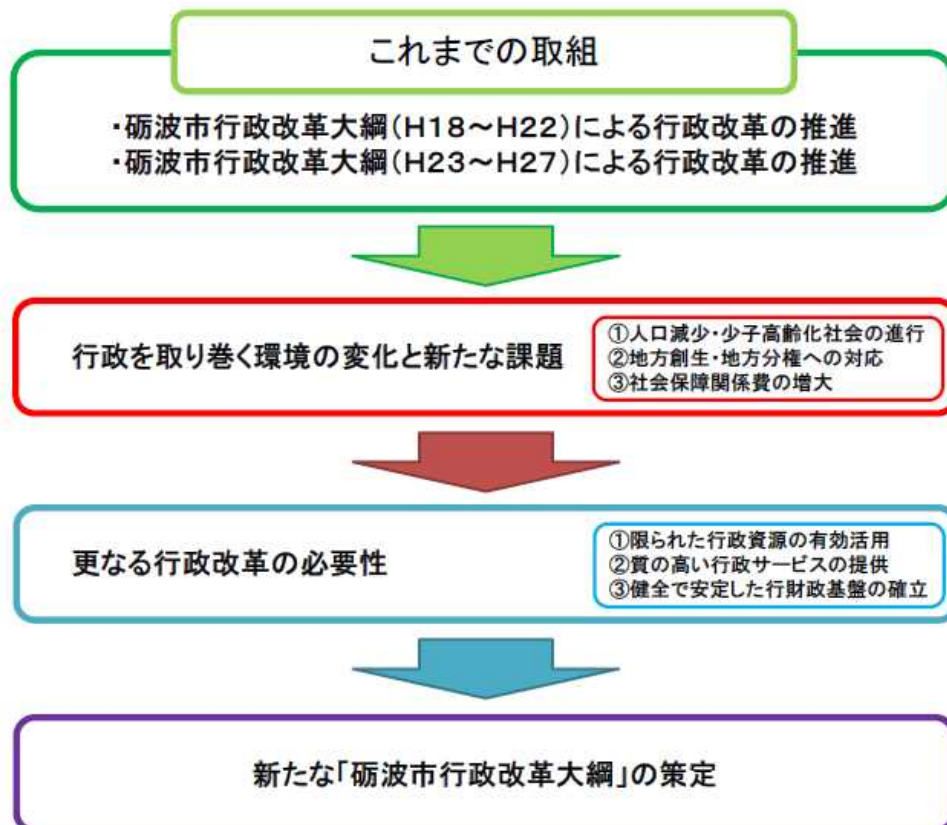 これまでの取組
・砺波市行政改革大綱(H18～H22)による行政改革の推進
・砺波市行政改革大綱(H23～H27)による行政改革の推進
行政を取り巻く環境の変化と新たな課題
①人口減少・少子高齢化社会の進行
②地方創生・地方分権への対応
③社会保障関係費の増大
更なる行政改革の必要性
①限られた行政資源の有効活用
②質の高い行政サービスの提供
③健全で安定した行財政基盤の確立
新たな「砺波市行政改革大綱」の策定